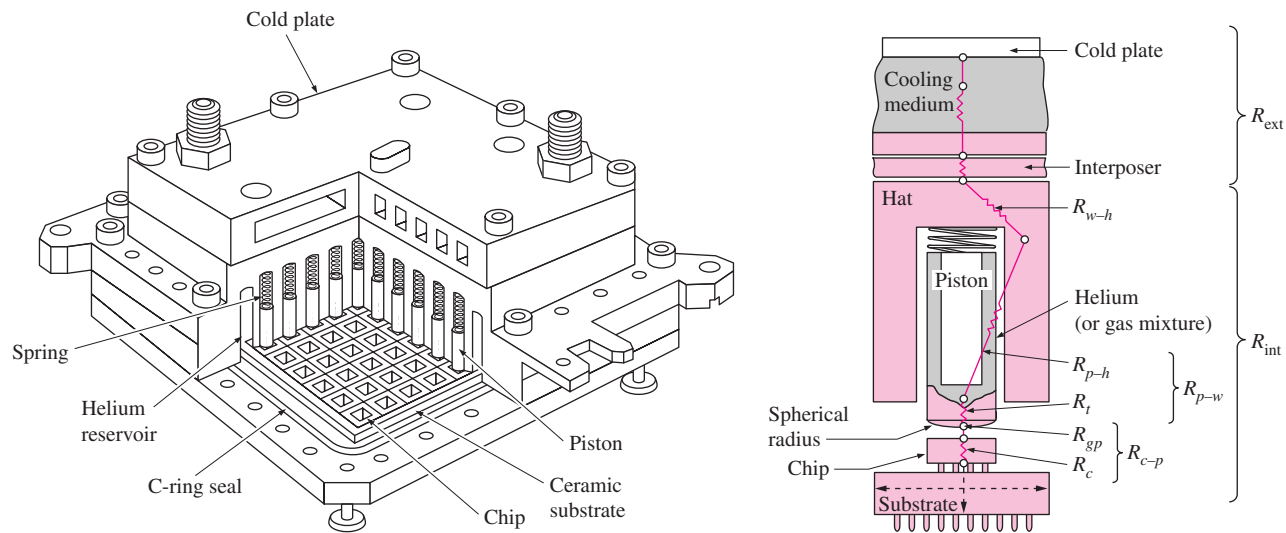 Cold plate
Spring
Helium
reservoir
C-ring seal
Chip
Ceramic
substrate
Piston
Cold plate
Cooling
medium
R_ext
Interposer
Hat
R_w–h
Piston
Helium
(or gas mixture)
R_int
R_p–h
R_p–w
R_t
Spherical
radius
R_gp
R_c–p
Chip
R_c
Substrate